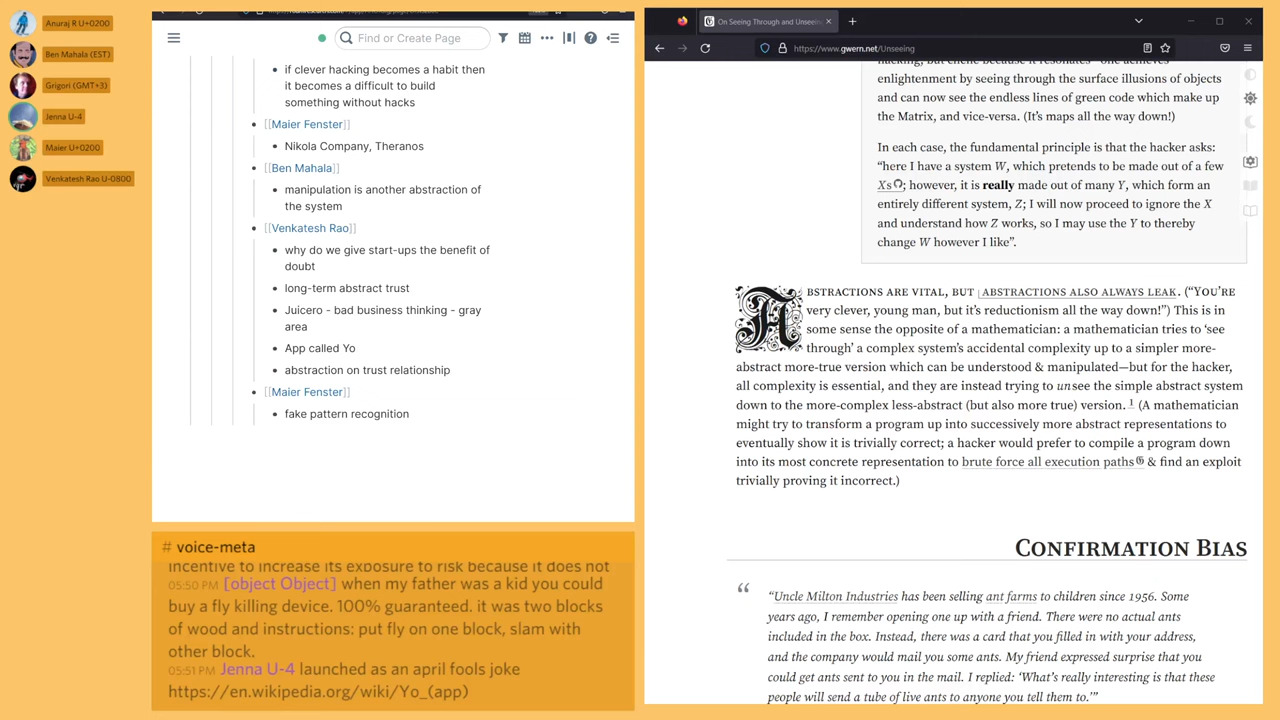 Anuraj R U+0200
Ben Mahala (EST)
Grigori (GMT+3)
Jenna U-4
Maier U+0200
Venkatesh Rao U-0800
Find or Create Page
if clever hacking becomes a habit then
it becomes a difficult to build
something without hacks
[[Maier Fenster]]
Nikola Company, Theranos
[[Ben Mahala]]
manipulation is another abstraction of
the system
[[Venkatesh Rao]]
why do we give start-ups the benefit of
doubt
long-term abstract trust
Juicero - bad business thinking - gray
area
App called Yo
abstraction on trust relationship
[[Maier Fenster]]
fake pattern recognition
# voice-meta
incentive to increase its exposure to risk because it does not
05:50 PM [object Object] when my father was a kid you could
buy a fly killing device. 100% guaranteed. it was two blocks
of wood and instructions: put fly on one block, slam with
other block.
05:51 PM Jenna U-4 launched as an april fools joke
https://en.wikipedia.org/wiki/Yo_(app)
On Seeing Through and Unseein
https://www.gwern.net/Unseeing
hacking, but cliche because it resonates—one achieves
enlightenment by seeing through the surface illusions of objects
and can now see the endless lines of green code which make up
the Matrix, and vice-versa. (It's maps all the way down!)
In each case, the fundamental principle is that the hacker asks:
“here I have a system W, which pretends to be made out of a few
Xs; however, it is really made out of many Y, which form an
entirely different system, Z; I will now proceed to ignore the X
and understand how Z works, so I may use the Y to thereby
change W however I like”.
ABSTRACTIONS ARE VITAL, BUT ABSTRACTIONS ALSO ALWAYS LEAK. (“YOU'RE
very clever, young man, but it's reductionism all the way down!”) This is in
some sense the opposite of a mathematician: a mathematician tries to ‘see
through’ a complex system's accidental complexity up to a simpler more-
abstract more-true version which can be understood & manipulated—but for the hacker,
all complexity is essential, and they are instead trying to unsee the simple abstract system
down to the more-complex less-abstract (but also more true) version.1 (A mathematician
might try to transform a program up into successively more abstract representations to
eventually show it is trivially correct; a hacker would prefer to compile a program down
into its most concrete representation to brute force all execution paths & find an exploit
trivially proving it incorrect.)
CONFIRMATION BIAS
“Uncle Milton Industries has been selling ant farms to children since 1956. Some
years ago, I remember opening one up with a friend. There were no actual ants
included in the box. Instead, there was a card that you filled in with your address,
and the company would mail you some ants. My friend expressed surprise that you
could get ants sent to you in the mail. I replied: ‘What's really interesting is that these
people will send a tube of live ants to anyone you tell them to.’”